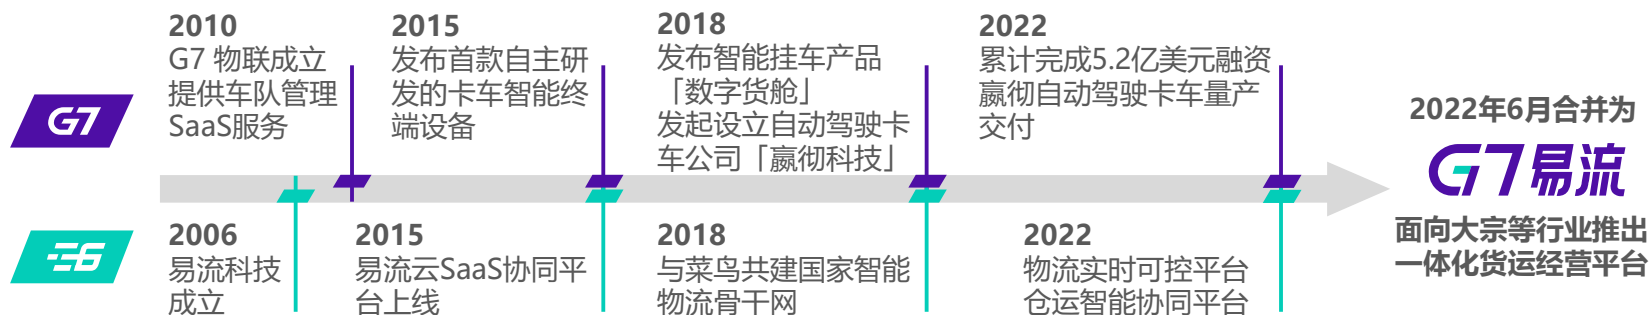 2010
G7 物联成立
提供车队管理
SaaS服务
2015
发布首款自主研
发的卡车智能终
端设备
2018
发布智能挂车产品
「数字货舱」
发起设立自动驾驶卡
车公司「嬴彻科技」
2022
累计完成5.2亿美元融资
嬴彻自动驾驶卡车量产
交付
G7
2022年6月合并为
G7易流
面向大宗等行业推出
一体化货运经营平台
E6
2006
易流科技
成立
2015
易流云SaaS协同平
台上线
2018
与菜鸟共建国家智能
物流骨干网
2022
物流实时可控平台
仓运智能协同平台